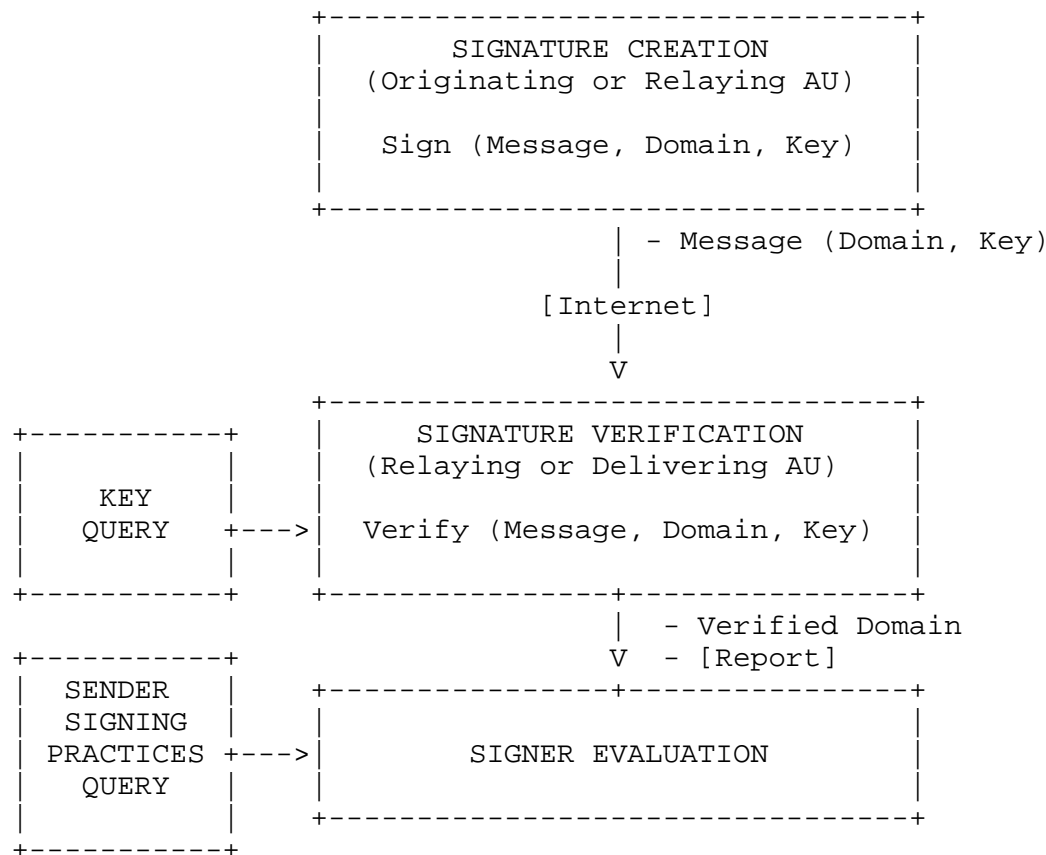 SIGNATURE CREATION
(Originating or Relaying AU)
Sign (Message, Domain, Key)
- Message (Domain, Key)
[Internet]
V
SIGNATURE VERIFICATION
(Relaying or Delivering AU)
KEY
QUERY
Verify (Message, Domain, Key)
- Verified Domain
V - [Report]
SENDER
SIGNING
PRACTICES
QUERY
SIGNER EVALUATION